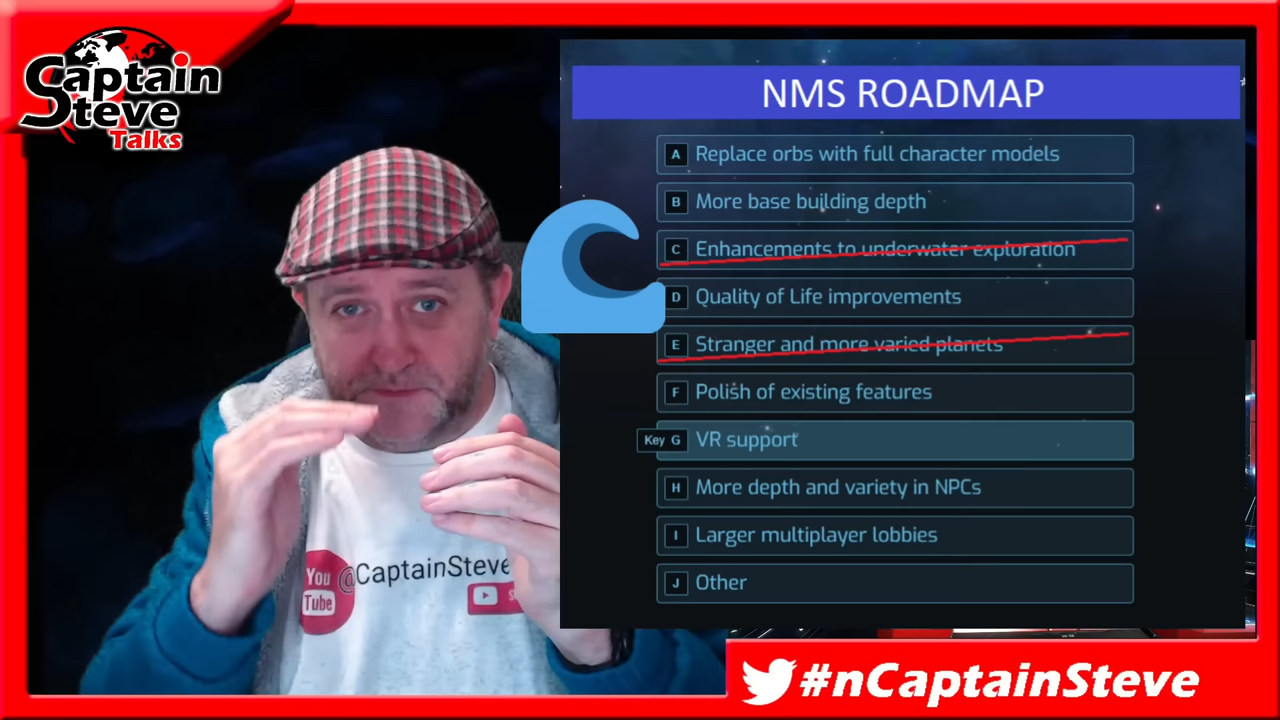 Captain
Steve
Talks
NMS ROADMAP
A Replace orbs with full character models
B More base building depth
C Enhancements to underwater exploration
D Quality of Life improvements
E Stranger and more varied planets
F Polish of existing features
Key G VR support
H More depth and variety in NPCs
I Larger multiplayer lobbies
J Other
You
Tube
@CaptainSteve
#nCaptainSteve